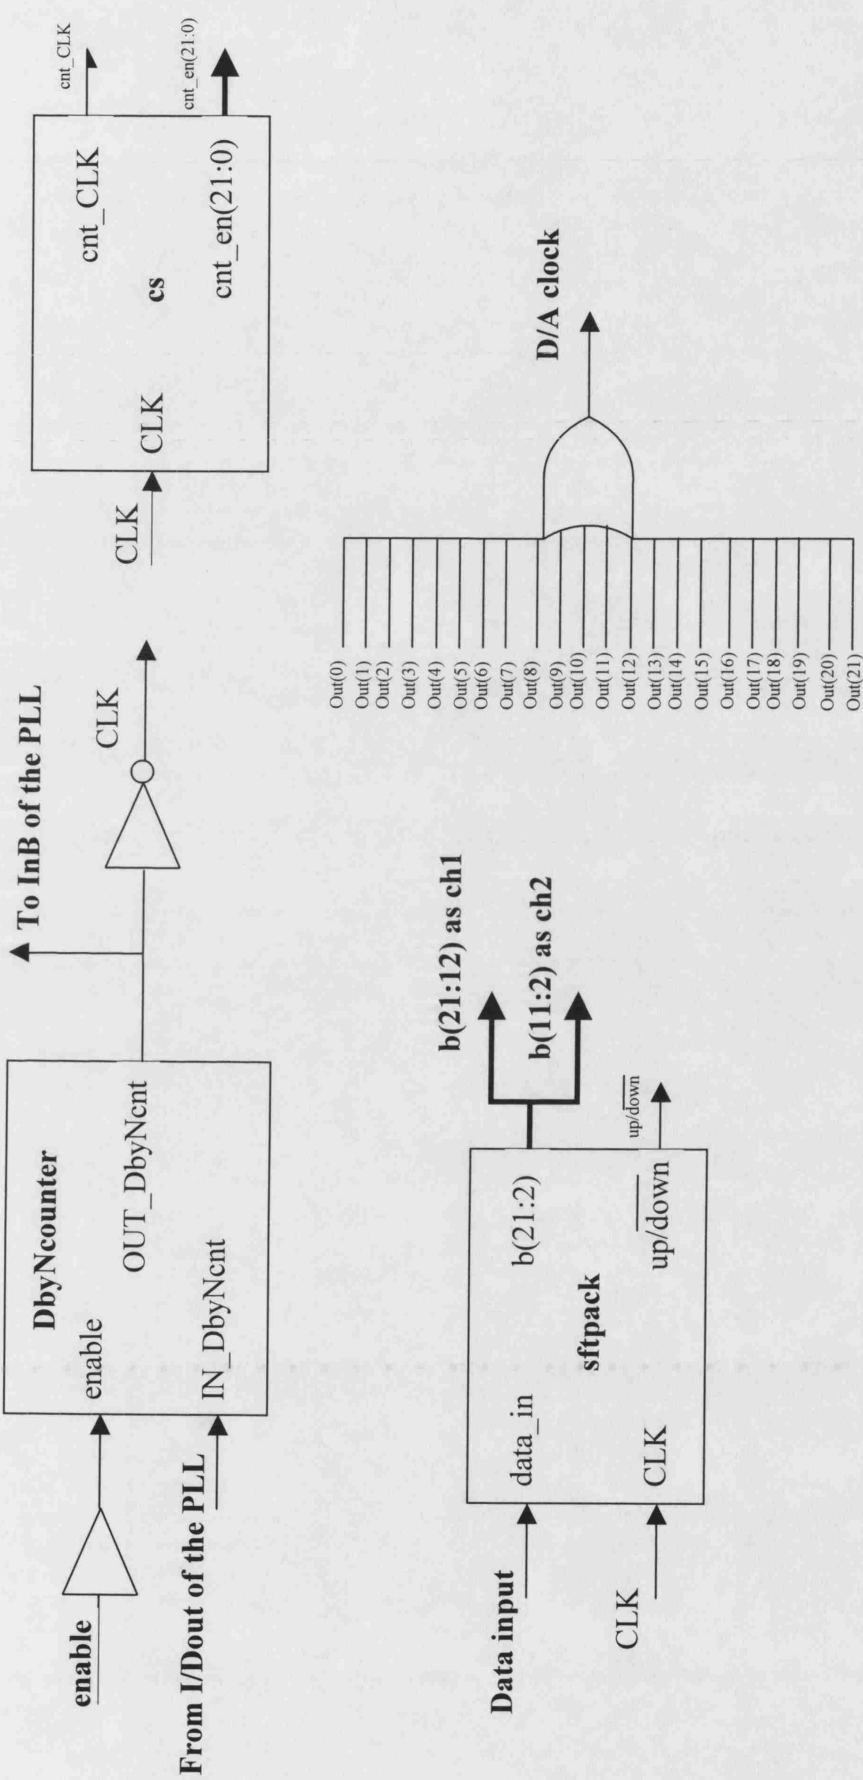 enable
From I/Dout of the PLL
DbyNcounter
enable
OUT_DbyNcnt
IN_DbyNcnt
To InB of the PLL
CLK
CLK
CLK
cs
cnt_CLK
cnt_en(21:0)
cnt_CLK
cnt_en(21:0)
Data input
CLK
data_in
CLK
sftpack
b(21:2)
up/down
up/down
b(21:12) as ch1
b(11:2) as ch2
Out(0)
Out(1)
Out(2)
Out(3)
Out(4)
Out(5)
Out(6)
Out(7)
Out(8)
Out(9)
Out(10)
Out(11)
Out(12)
Out(13)
Out(14)
Out(15)
Out(16)
Out(17)
Out(18)
Out(19)
Out(20)
Out(21)
D/A clock